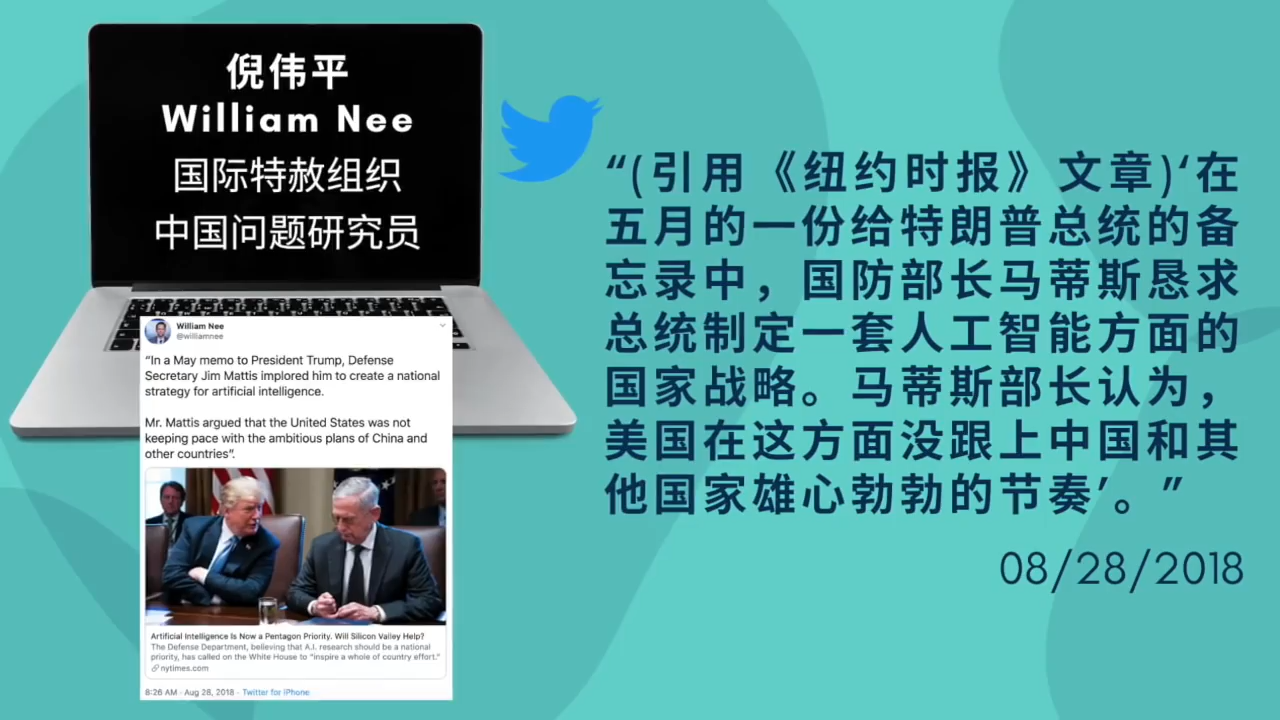 倪伟平
William Nee
国际特赦组织
中国问题研究员
William Nee
@williamnee
“In a May memo to President Trump, Defense
Secretary Jim Mattis implored him to create a national
strategy for artificial intelligence.
Mr. Mattis argued that the United States was not
keeping pace with the ambitious plans of China and
other countries”.
Artificial Intelligence Is Now a Pentagon Priority. Will Silicon Valley Help?
The Defense Department, believing that A.I. research should be a national
priority, has called on the White House to “inspire a whole of country effort.”
nytimes.com
8:26 AM · Aug 28, 2018 · Twitter for iPhone
“(引用《纽约时报》文章)‘在
五月的一份给特朗普总统的备
忘录中，国防部长马蒂斯恳求
总统制定一套人工智能方面的
国家战略。马蒂斯部长认为，
美国在这方面没跟上中国和其
他国家雄心勃勃的节奏’。”
08/28/2018